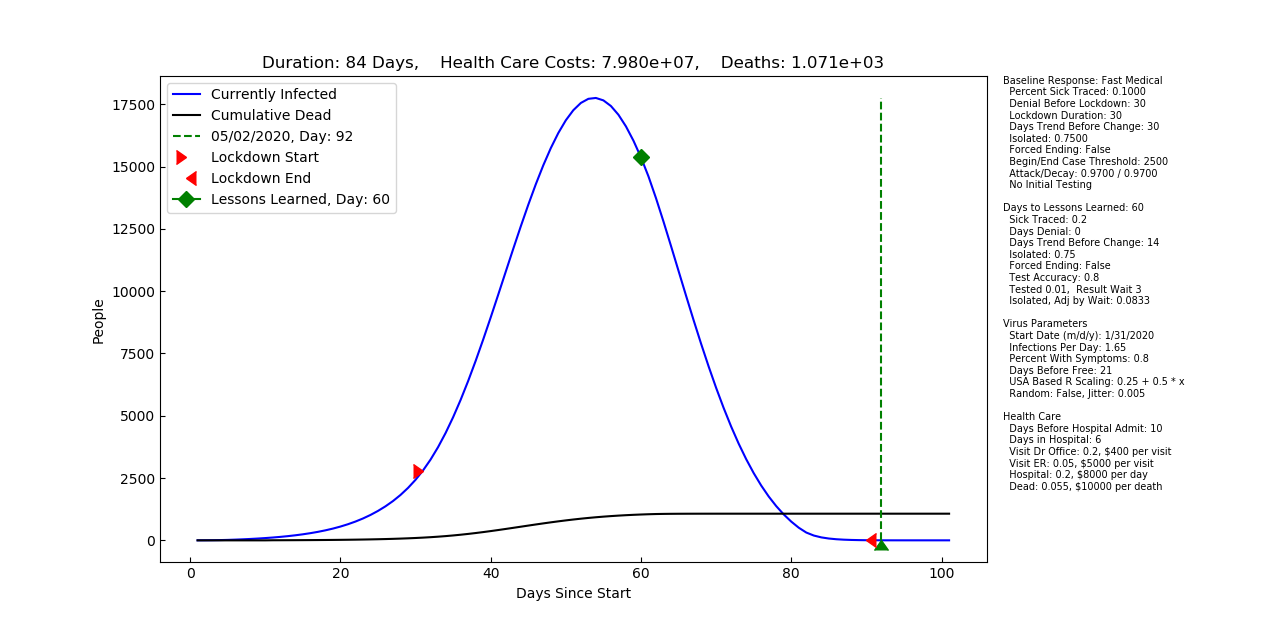 Duration: 84 Days,    Health Care Costs: 7.980e+07,    Deaths: 1.071e+03
Currently Infected
Cumulative Dead
05/02/2020, Day: 92
Lockdown Start
Lockdown End
Lessons Learned, Day: 60
17500
15000
12500
10000
7500
5000
2500
0
People
0 20 40 60 80 100
Days Since Start
Baseline Response: Fast Medical
Percent Sick Traced: 0.1000
Denial Before Lockdown: 30
Lockdown Duration: 30
Days Trend Before Change: 30
Isolated: 0.7500
Forced Ending: False
Begin/End Case Threshold: 2500
Attack/Decay: 0.9700 / 0.9700
No Initial Testing
Days to Lessons Learned: 60
Sick Traced: 0.2
Days Denial: 0
Days Trend Before Change: 14
Isolated: 0.75
Forced Ending: False
Test Accuracy: 0.8
Tested 0.01,  Result Wait 3
Isolated, Adj by Wait: 0.0833
Virus Parameters
Start Date (m/d/y): 1/31/2020
Infections Per Day: 1.65
Percent With Symptoms: 0.8
Days Before Free: 21
USA Based R Scaling: 0.25 + 0.5 * x
Random: False, Jitter: 0.005
Health Care
Days Before Hospital Admit: 10
Days in Hospital: 6
Visit Dr Office: 0.2, $400 per visit
Visit ER: 0.05, $5000 per visit
Hospital: 0.2, $8000 per day
Dead: 0.055, $10000 per death